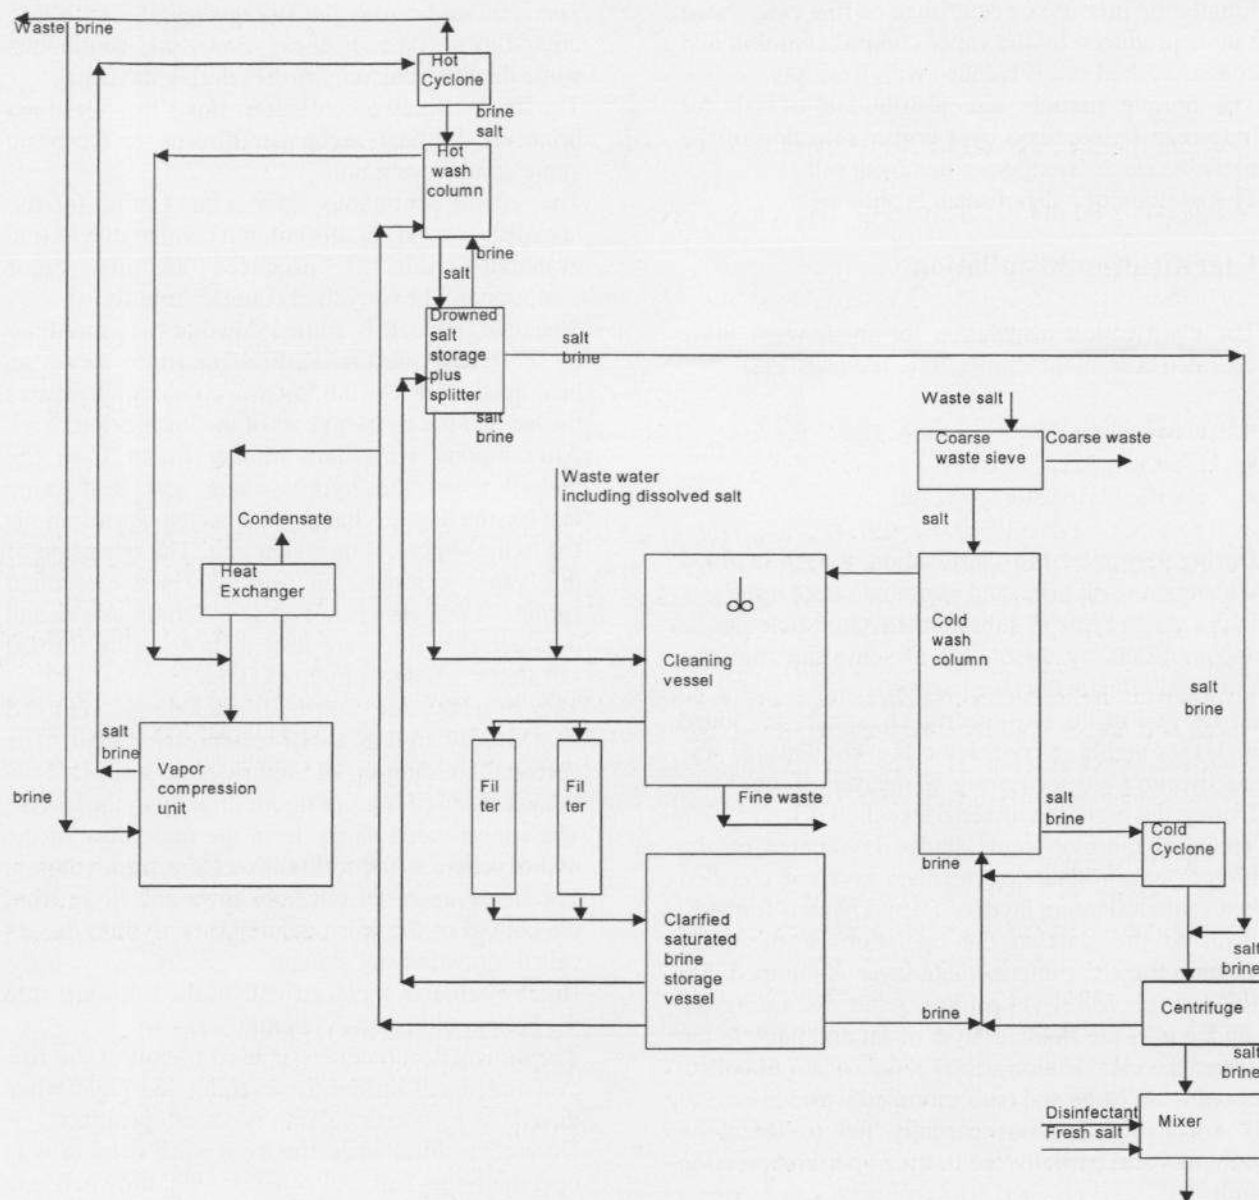 Waste brine
Hot
Cyclone
brine
salt
Hot
wash
column
brine
salt
Drowned
salt
storage
plus
splitter
salt
brine
salt
brine
Waste salt
Coarse
waste sieve
Coarse waste
Waste water
including dissolved salt
Condensate
salt
Heat
Exchanger
Cold
wash
column
Cleaning
vessel
salt
brine
salt
brine
Vapor
compression
unit
brine
Fil
ter
Fil
ter
Fine waste
salt
brine
Cold
Cyclone
brine
Clarified
saturated
brine
storage
vessel
salt
brine
Centrifuge
brine
salt
brine
Disinfectant
Fresh salt
Mixer